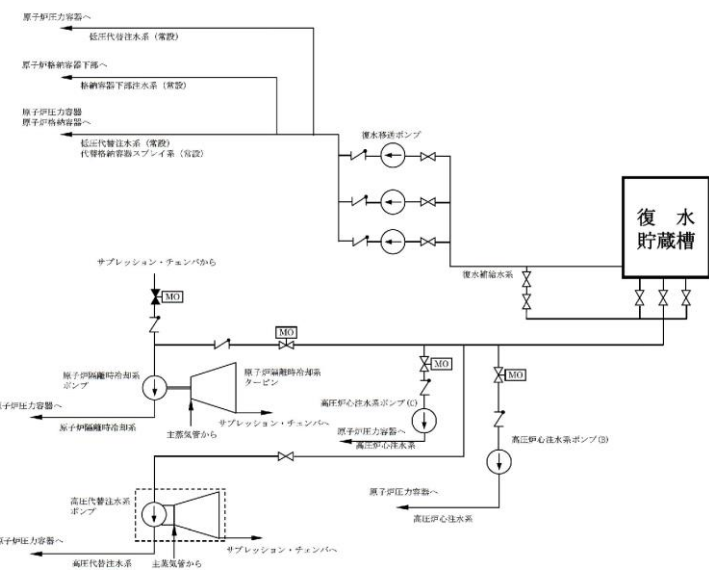 原子炉圧力容器へ
低圧代替注水系（常設）
原子炉格納容器下部へ
格納容器下部注水系（常設）
原子炉圧力容器
原子炉格納容器へ
低圧代替注水系（常設）
代替格納容器スプレイ系（常設）
復水移送ポンプ
復　水
貯蔵槽
復水補給水系
サプレッション・チェンバから
MO
MO
原子炉隔離時冷却系
ポンプ
原子炉隔離時冷却系
タービン
MO
MO
高圧炉心注水系ポンプ(C)
原子炉圧力容器へ
原子炉隔離時冷却系
主蒸気管から
サプレッション・チェンバへ
原子炉圧力容器へ
高圧炉心注水系
高圧炉心注水系ポンプ(B)
原子炉圧力容器へ
高圧炉心注水系
高圧代替注水系
ポンプ
原子炉圧力容器へ
高圧代替注水系
主蒸気管から
サプレッション・チェンバへ